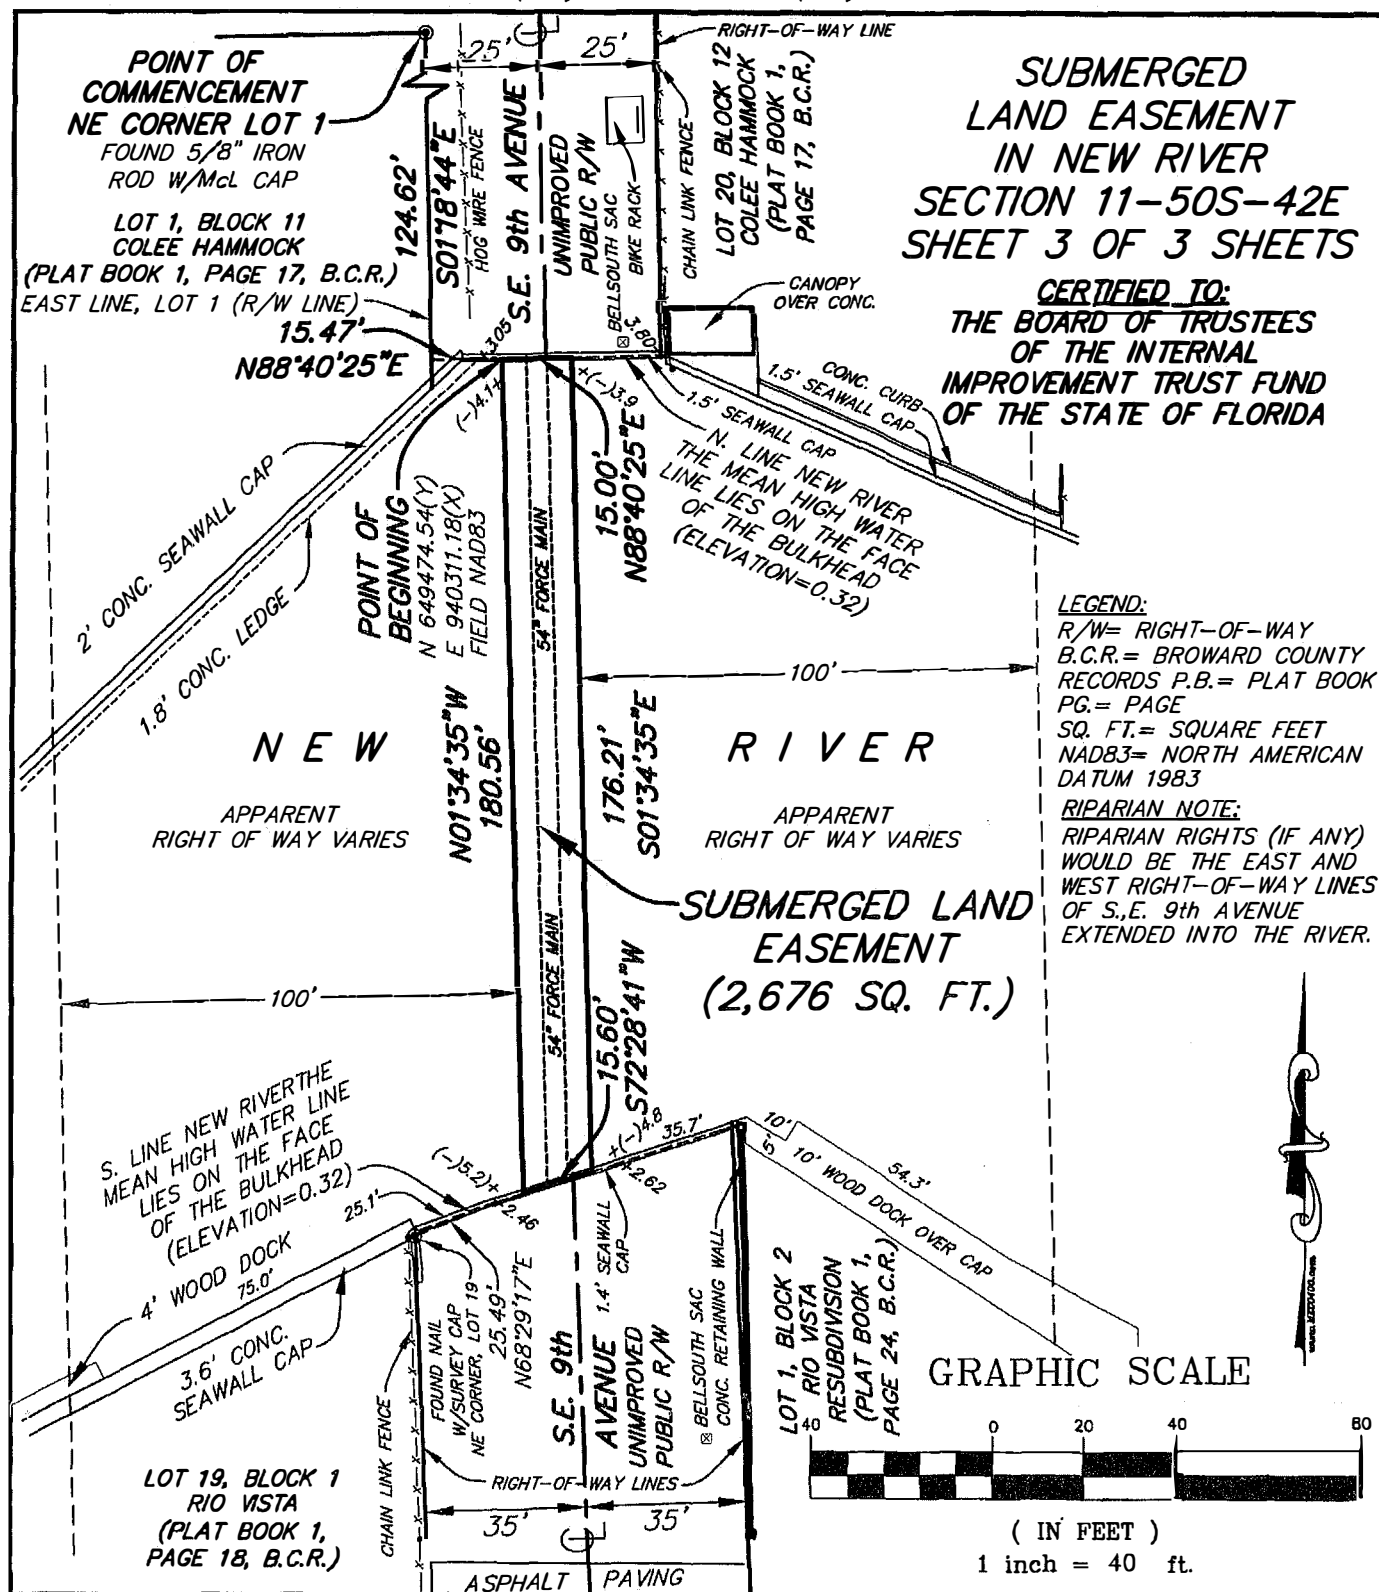 POINT OF
COMMENCEMENT
NE CORNER LOT 1
FOUND 5/8" IRON
ROD W/McL CAP
LOT 1, BLOCK 11
COLEE HAMMOCK
(PLAT BOOK 1, PAGE 17, B.C.R.)
EAST LINE, LOT 1 (R/W LINE)
15.47'
N88°40'25"E
124.62'
S01°18'44"E
HOG WIRE FENCE
25'
25'
S.E. 9th AVENUE
UNIMPROVED
PUBLIC R/W
BELLSOUTH SAC
BIKE RACK
CHAIN LINK FENCE
RIGHT-OF-WAY LINE
LOT 20, BLOCK 12
COLEE HAMMOCK
(PLAT BOOK 1,
PAGE 17, B.C.R.)
CANOPY
OVER CONC.
SUBMERGED
LAND EASEMENT
IN NEW RIVER
SECTION 11-50S-42E
SHEET 3 OF 3 SHEETS
CERTIFIED TO:
THE BOARD OF TRUSTEES
OF THE INTERNAL
IMPROVEMENT TRUST FUND
OF THE STATE OF FLORIDA
+3.05
3.80
(-)4.1+
+(-)3.9
1.5' SEAWALL CAP
CONC. CURB
1.5' SEAWALL CAP
N. LINE NEW RIVER
THE MEAN HIGH WATER
LINE LIES ON THE FACE
OF THE BULKHEAD
(ELEVATION=0.32)
15.00'
N88°40'25"E
2' CONC. SEAWALL CAP
1.8' CONC. LEDGE
POINT OF
BEGINNING
N 649474.54(Y)
E 940311.18(X)
FIELD NAD83
54" FORCE MAIN
100'
LEGEND:
R/W= RIGHT-OF-WAY
B.C.R.= BROWARD COUNTY
RECORDS P.B.= PLAT BOOK
PG.= PAGE
SQ. FT.= SQUARE FEET
NAD83= NORTH AMERICAN
DATUM 1983
RIPARIAN NOTE:
RIPARIAN RIGHTS (IF ANY)
WOULD BE THE EAST AND
WEST RIGHT-OF-WAY LINES
OF S.,E. 9th AVENUE
EXTENDED INTO THE RIVER.
NEW RIVER
APPARENT
RIGHT OF WAY VARIES
N01°34'35"W
180.56'
176.21'
S01°34'35"E
APPARENT
RIGHT OF WAY VARIES
SUBMERGED LAND
EASEMENT
(2,676 SQ. FT.)
54" FORCE MAIN
100'
15.60'
S72°28'41"W
S. LINE NEW RIVERTHE
MEAN HIGH WATER LINE
LIES ON THE FACE
OF THE BULKHEAD
(ELEVATION=0.32)
(-)5.2)+
+2.46
+(-)4.8
+2.62
35.7'
10'
5'
54.3'
10' WOOD DOCK OVER CAP
25.1'
4' WOOD DOCK
75.0'
3.6' CONC.
SEAWALL CAP
CHAIN LINK FENCE
FOUND NAIL
W/SURVEY CAP
NE CORNER, LOT 19
25.49'
N68°29'17"E
S.E. 9th
AVENUE
1.4' SEAWALL
CAP
UNIMPROVED
PUBLIC R/W
BELLSOUTH SAC
CONC. RETAINING WALL
LOT 1, BLOCK 2
RIO VISTA
RESUBDIVISION
(PLAT BOOK 1,
PAGE 24, B.C.R.)
LOT 19, BLOCK 1
RIO VISTA
(PLAT BOOK 1,
PAGE 18, B.C.R.)
RIGHT-OF-WAY LINES
35'
35'
ASPHALT PAVING
GRAPHIC SCALE
40 0 20 40 80
( IN FEET )
1 inch = 40 ft.